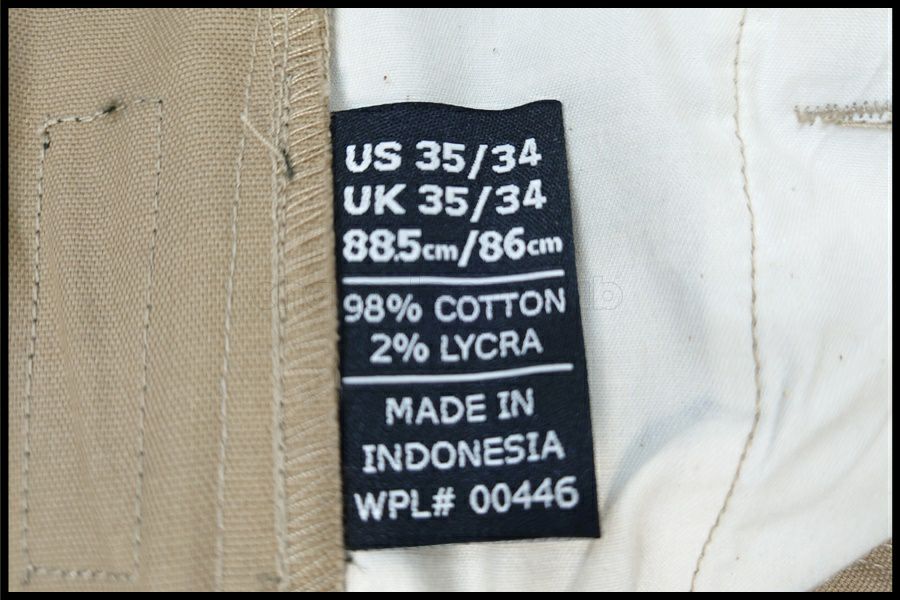 US 35/34
UK 35/34
88.5cm/86cm
98% COTTON
2% LYCRA
MADE IN
INDONESIA
WPL# 00446